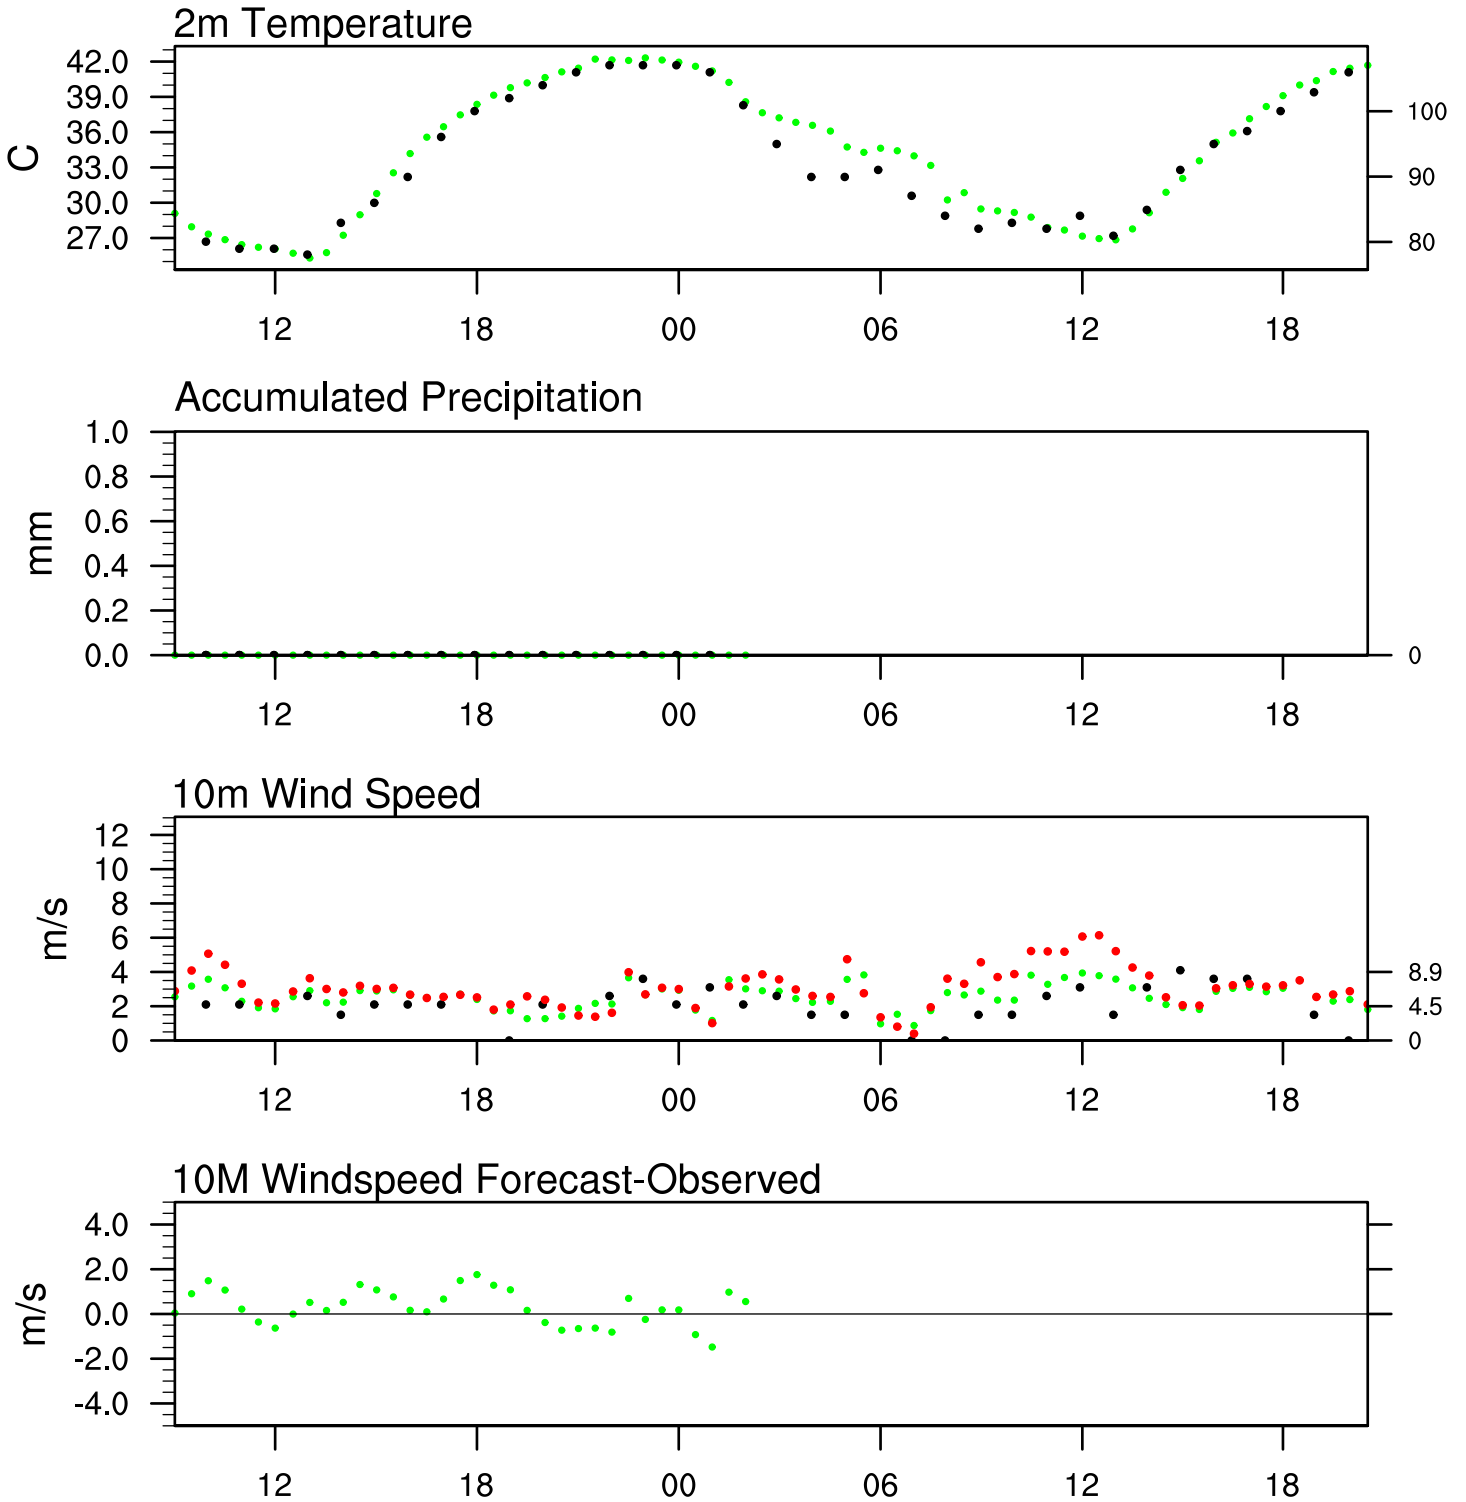 2m Temperature
42.0
39.0
36.0
33.0
30.0
27.0
C
100
90
80
12 18 00 06 12 18
Accumulated Precipitation
1.0
0.8
0.6
0.4
0.2
0.0
mm
0
12 18 00 06 12 18
10m Wind Speed
12
10
8
6
4
2
0
m/s
8.9
4.5
0
12 18 00 06 12 18
10M Windspeed Forecast-Observed
4.0
2.0
0.0
-2.0
-4.0
m/s
12 18 00 06 12 18